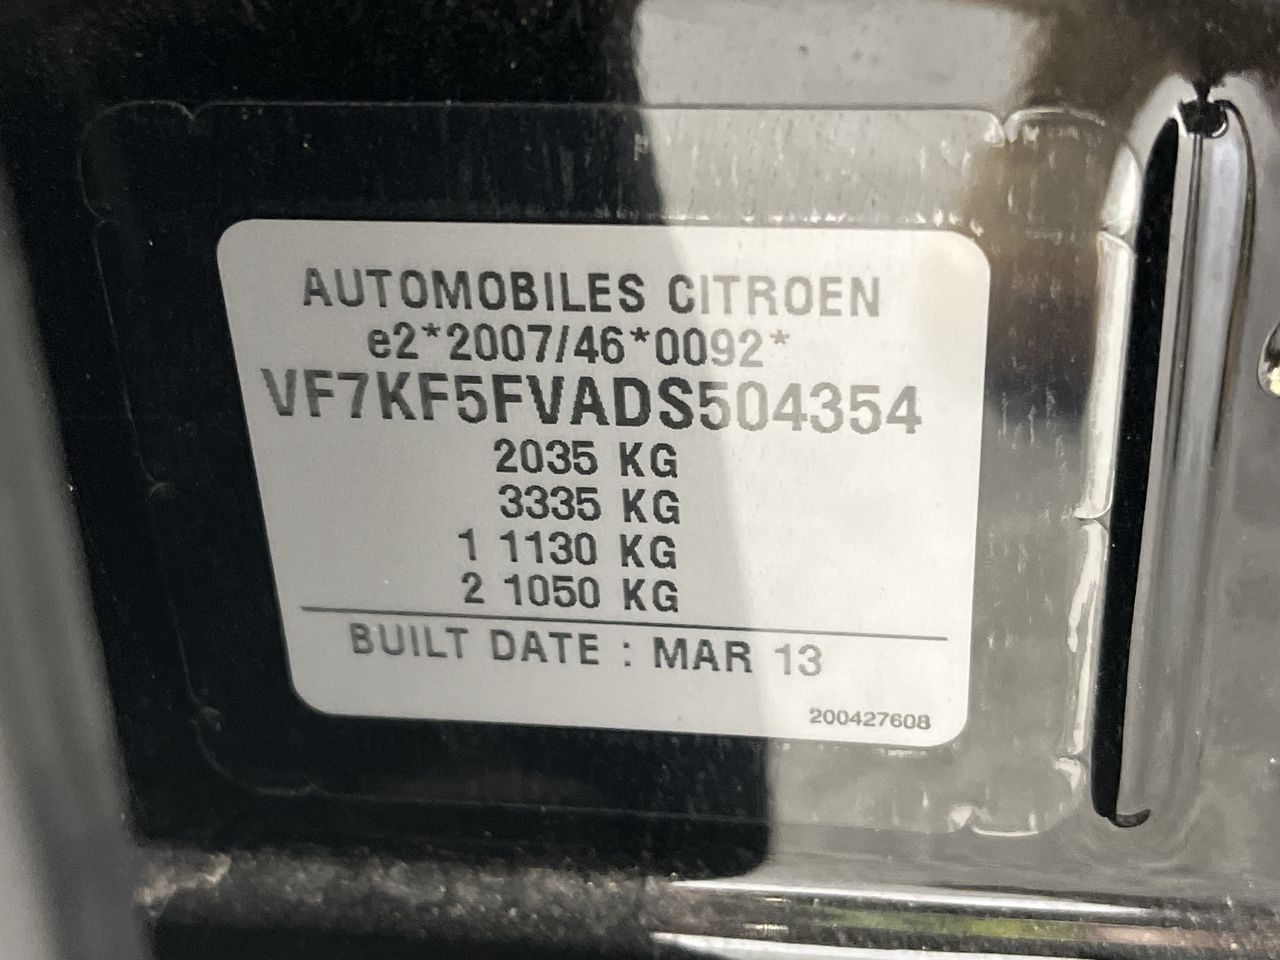 AUTOMOBILES CITROEN
e2*2007/46*0092*
VF7KF5FVADS504354
2035 KG
3335 KG
1 1130 KG
2 1050 KG
BUILT DATE : MAR 13
200427608